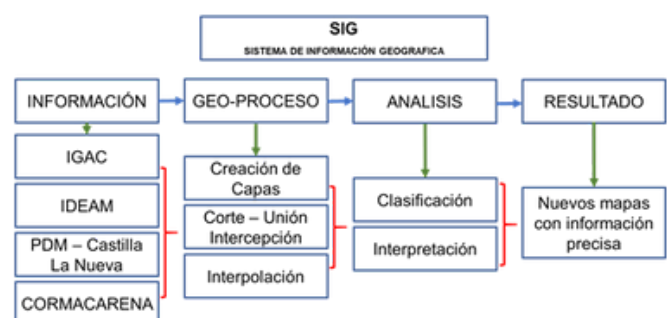 SIG
SISTEMA DE INFORMACIÓN GEOGRAFICA
INFORMACIÓN
GEO-PROCESO
ANALISIS
RESULTADO
IGAC
IDEAM
PDM – Castilla
La Nueva
CORMACARENA
Creación de
Capas
Corte – Unión
Intercepción
Interpolación
Clasificación
Interpretación
Nuevos mapas
con información
precisa